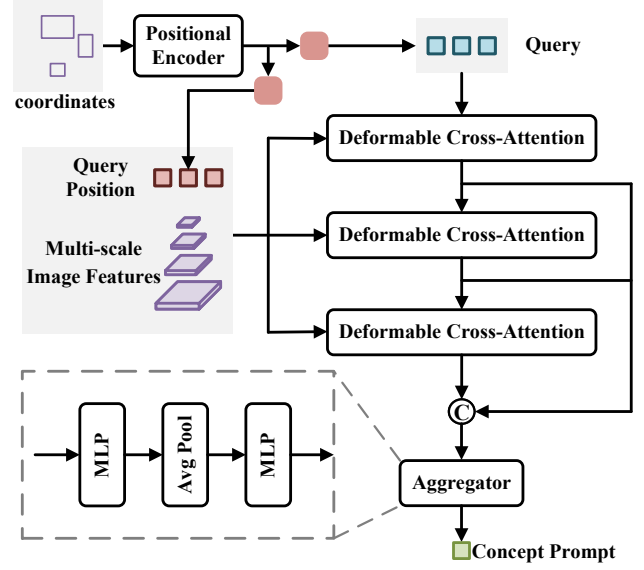 Positional
Encoder
Query
coordinates
Deformable Cross-Attention
Query
Position
Deformable Cross-Attention
Multi-scale
Image Features
Deformable Cross-Attention
C
MLP
Avg Pool
MLP
Aggregator
Concept Prompt